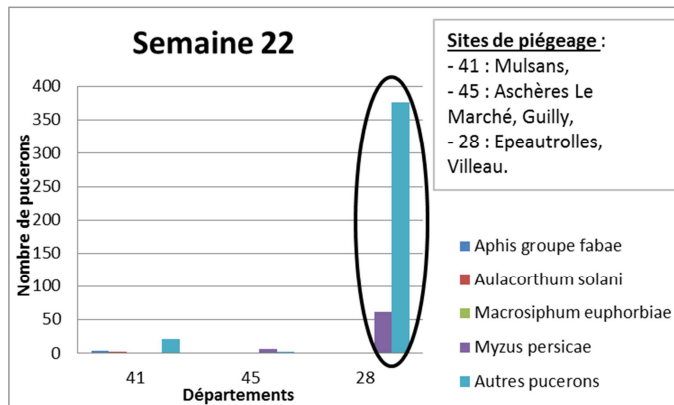 Semaine 22
Sites de piégeage :
- 41 : Mulsans,
- 45 : Aschères Le
Marché, Guilly,
- 28 : Epeautrolles,
Villeau.
Nombre de pucerons
400
350
300
250
200
150
100
50
0
41
45
28
Départements
Aphis groupe fabae
Aulacorthum solani
Macrosiphum euphorbiae
Myzus persicae
Autres pucerons